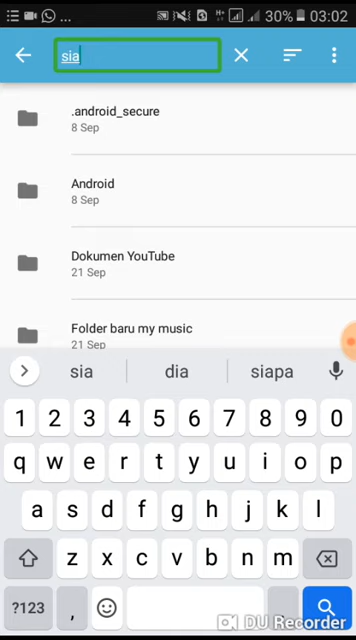 30% 03:02
sia
.android_secure
8 Sep
Android
8 Sep
Dokumen YouTube
21 Sep
Folder baru my music
21 Sep
sia dia siapa
1 2 3 4 5 6 7 8 9 0
q w e r t y u i o p
a s d f g h j k l
z x c v b n m
?123 , .
DU Recorder